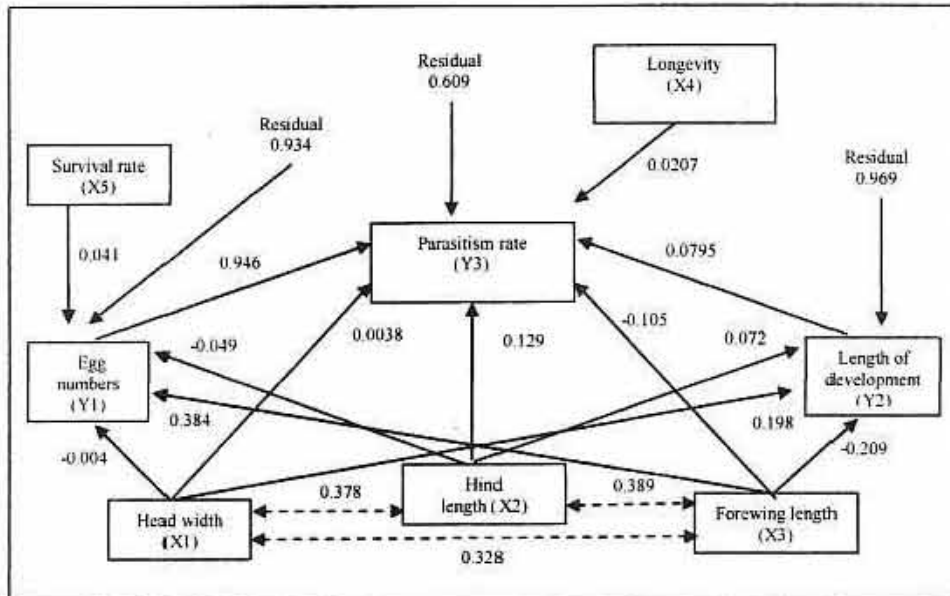 Residual
0.609
Longevity
(X4)
Residual
0.934
Survival rate
(X5)
0.0207
Residual
0.969
0.041
0.946
Parasitism rate
(Y3)
0.0795
Egg
numbers
(Y1)
-0.049
0.0038
0.129
-0.105
0.072
Length of
development
(Y2)
0.384
0.198
-0.004
-0.209
0.378
Hind
length (X2)
0.389
Head width
(X1)
Forewing length
(X3)
0.328